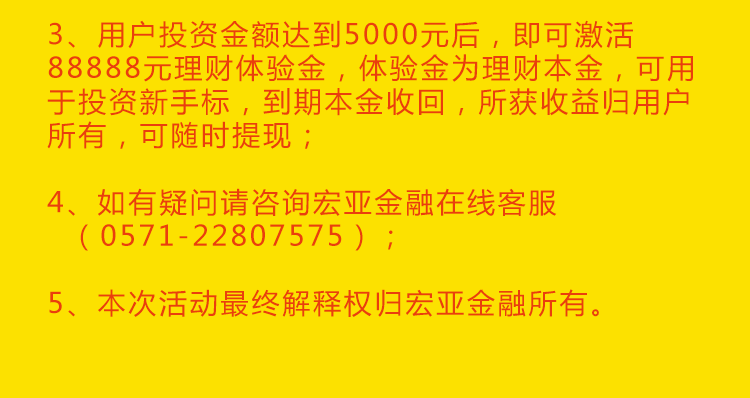 3、用户投资金额达到5000元后，即可激活
88888元理财体验金，体验金为理财本金，可用
于投资新手标，到期本金收回，所获收益归用户
所有，可随时提现；
4、如有疑问请咨询宏亚金融在线客服
（0571-22807575）；
5、本次活动最终解释权归宏亚金融所有。